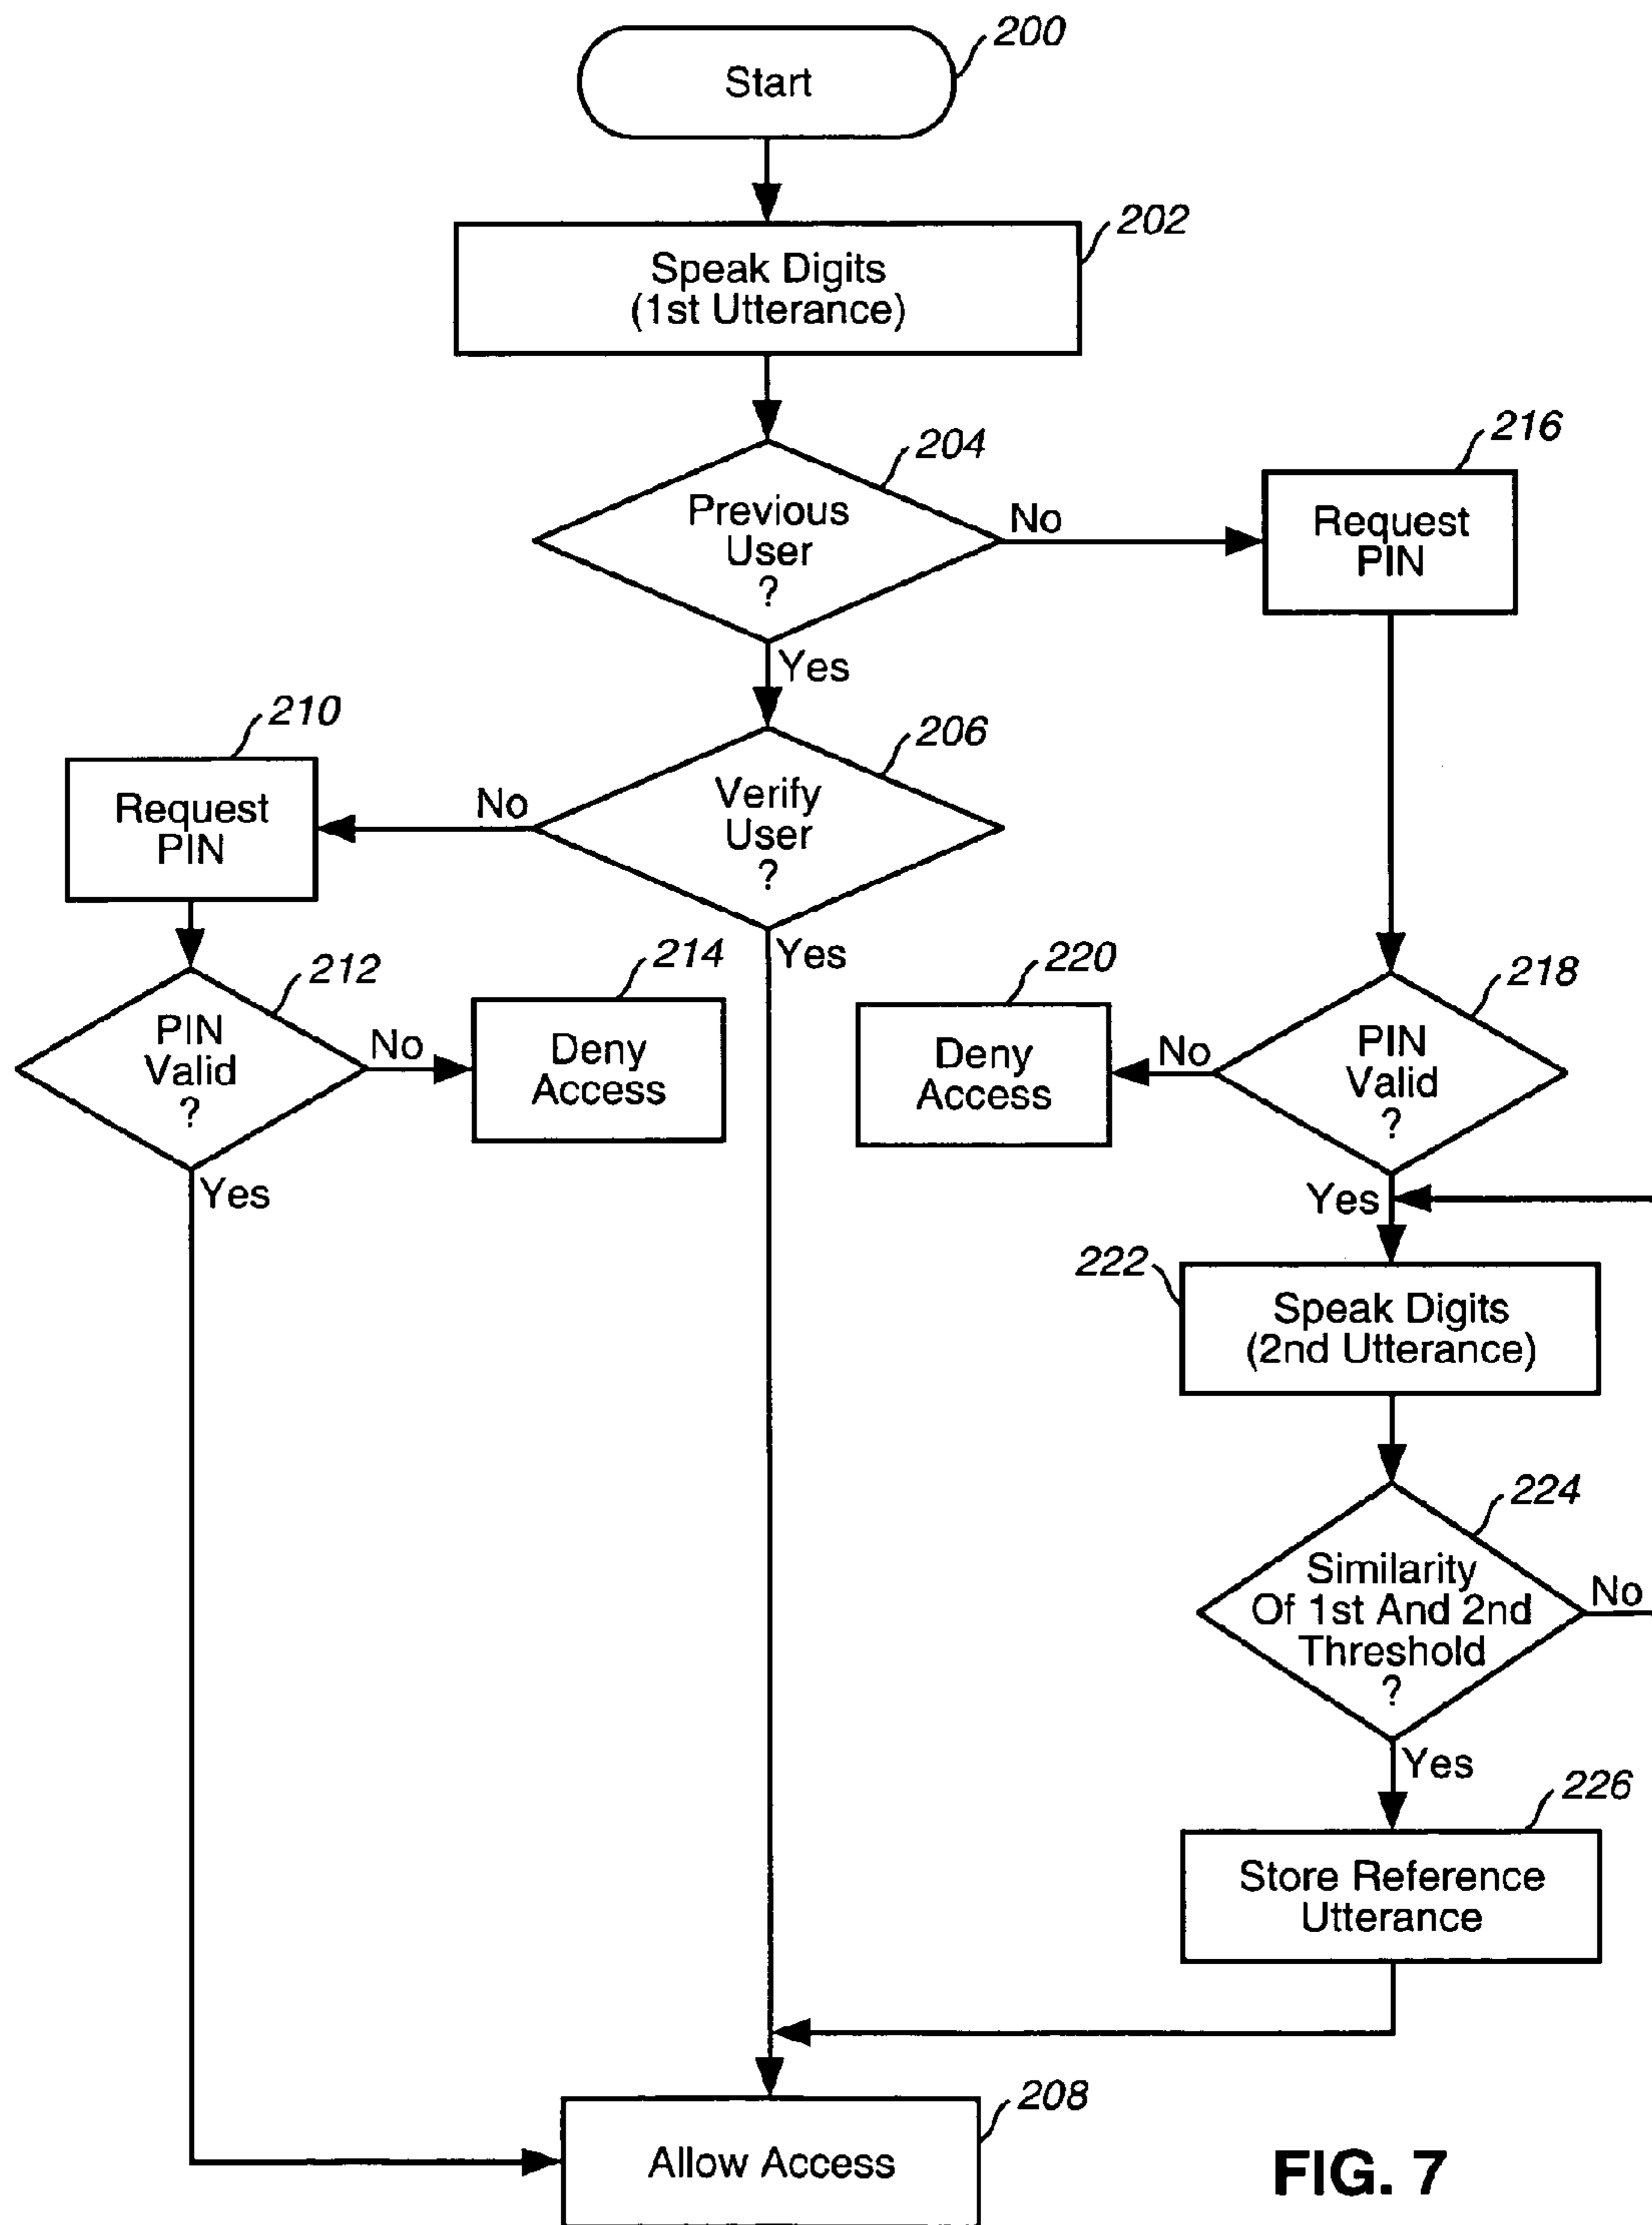 200
Start
202
Speak Digits
(1st Utterance)
204
Previous
User
?
No
216
Request
PIN
Yes
206
Verify
User
?
No
210
Request
PIN
Yes
212
PIN
Valid
?
No
214
Deny
Access
220
Deny
Access
No
218
PIN
Valid
?
Yes
Yes
222
Speak Digits
(2nd Utterance)
224
Similarity
Of 1st And 2nd
Threshold
?
No
Yes
226
Store Reference
Utterance
208
Allow Access
FIG. 7